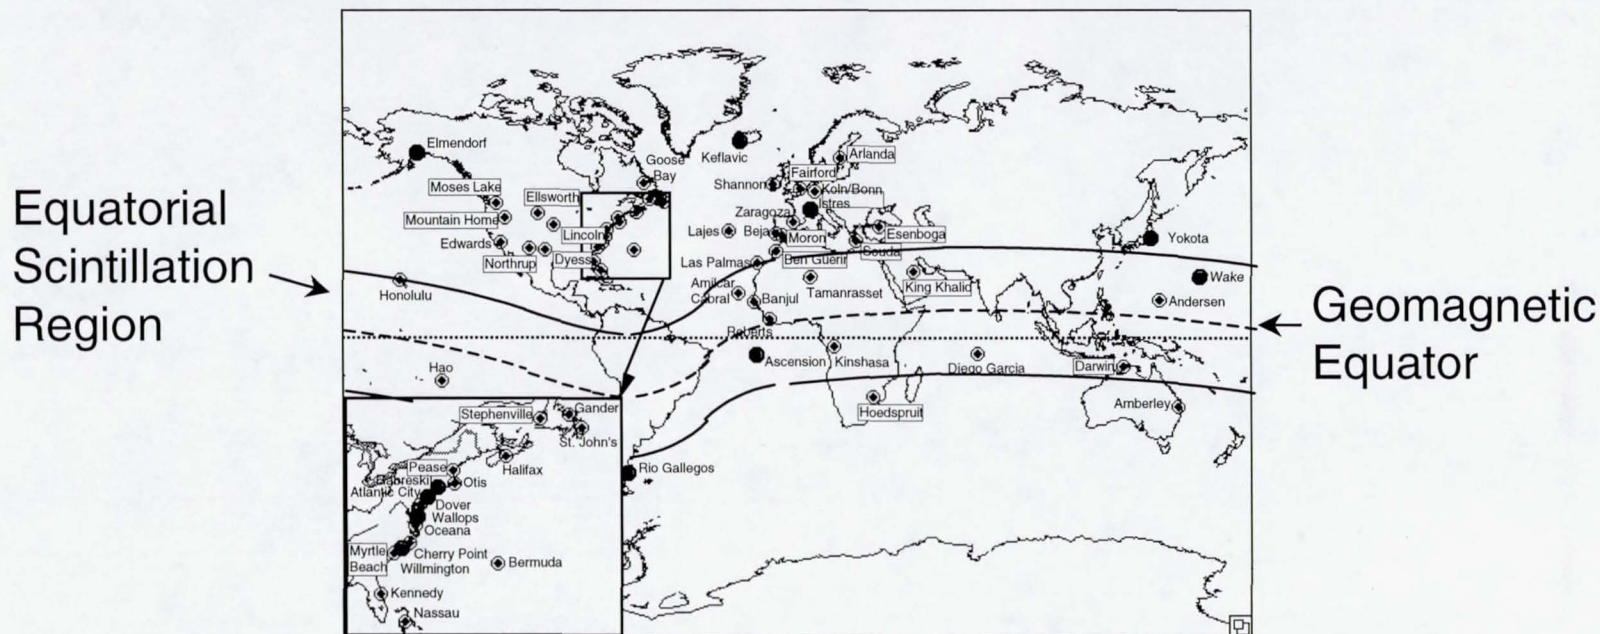 Equatorial
Scintillation
Region
Geomagnetic
Equator
Elmendorf
Keflavic
Goose
Bay
Arlanda
Moses Lake
Ellsworth
Shannon
Fairford
Koln/Bonn
Istres
Mountain Home
Zaragoza
Lincoln
Lajes
Beja
Moron
Esenboga
Yokota
Edwards
Northrup
Dyess
Souda
Las Palmas
Ben Guerir
Honolulu
Amilcar
Cabral
Banjul
Tamanrasset
King Khalid
Wake
Andersen
Roberts
Ascension
Kinshasa
Diego Garcia
Darwin
Hao
Hoedspruit
Amberley
Stephenville
Gander
St. John's
Halifax
Rio Gallegos
Pease
Otis
Atlantic City
Dover
Wallops
Oceana
Myrtle
Beach
Cherry Point
Willmington
Bermuda
Kennedy
Nassau